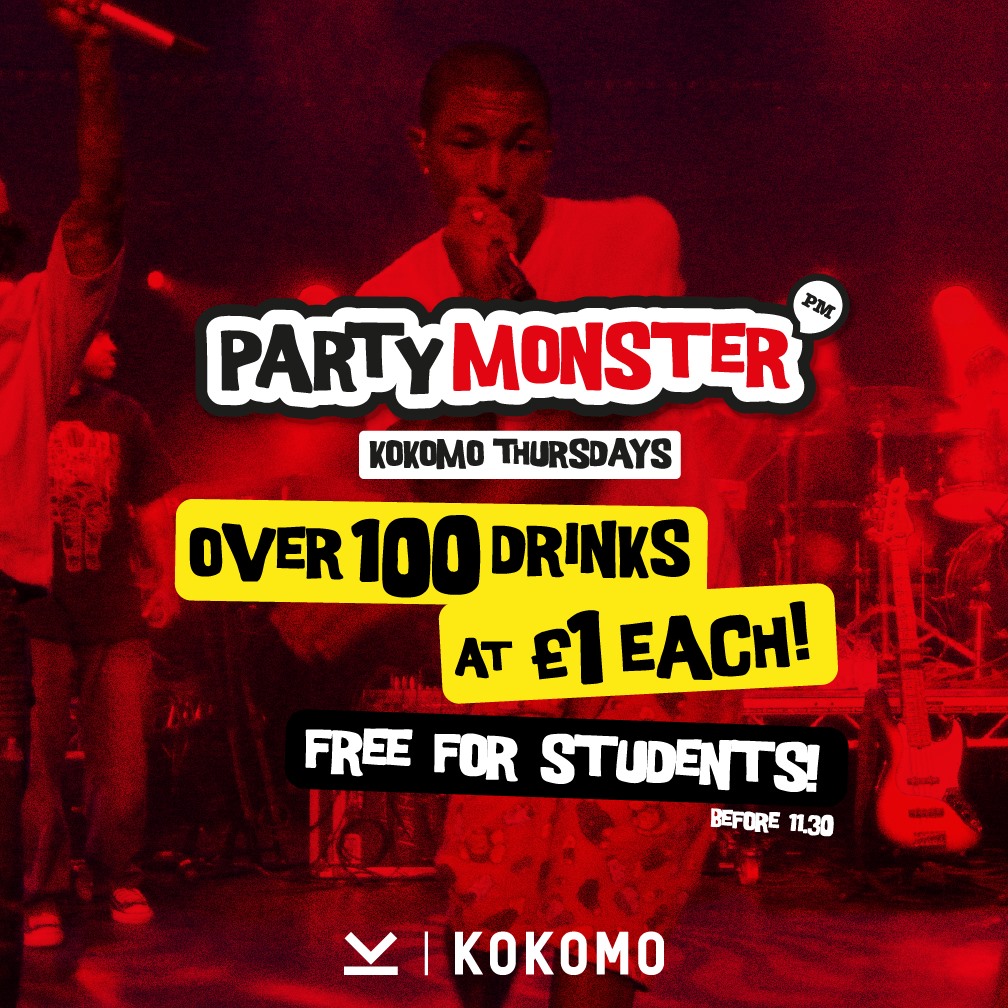 PM
PARTY MONSTER
KOKOMO THURSDAYS
OVER 100 DRINKS
AT £1 EACH!
FREE FOR STUDENTS!
BEFORE 11.30
KOKOMO